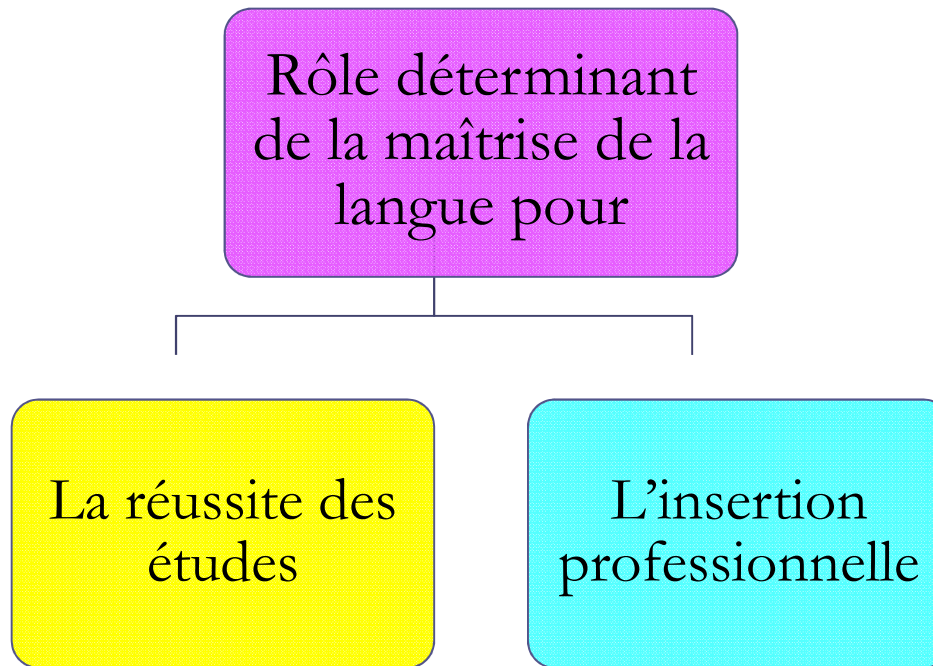 Rôle déterminant
de la maîtrise de la
langue pour
La réussite des
études
L’insertion
professionnelle